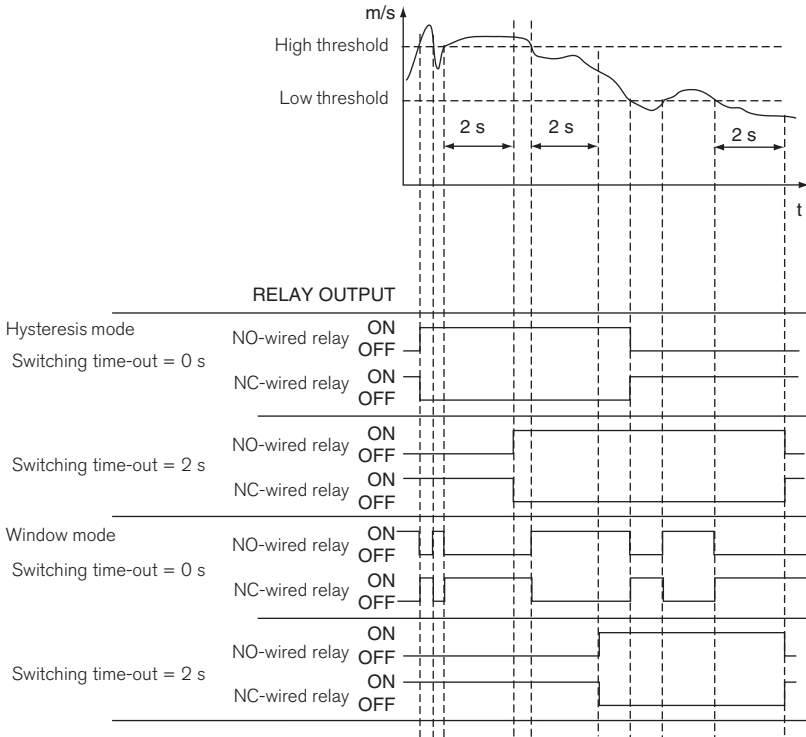 m/s
High threshold
Low threshold
2 s 2 s 2 s
t
RELAY OUTPUT
Hysteresis mode
Switching time-out = 0 s
NO-wired relay ON
OFF
NC-wired relay ON
OFF
Switching time-out = 2 s
NO-wired relay ON
OFF
NC-wired relay ON
OFF
Window mode
Switching time-out = 0 s
NO-wired relay ON
OFF
NC-wired relay ON
OFF
Switching time-out = 2 s
NO-wired relay ON
OFF
NC-wired relay ON
OFF